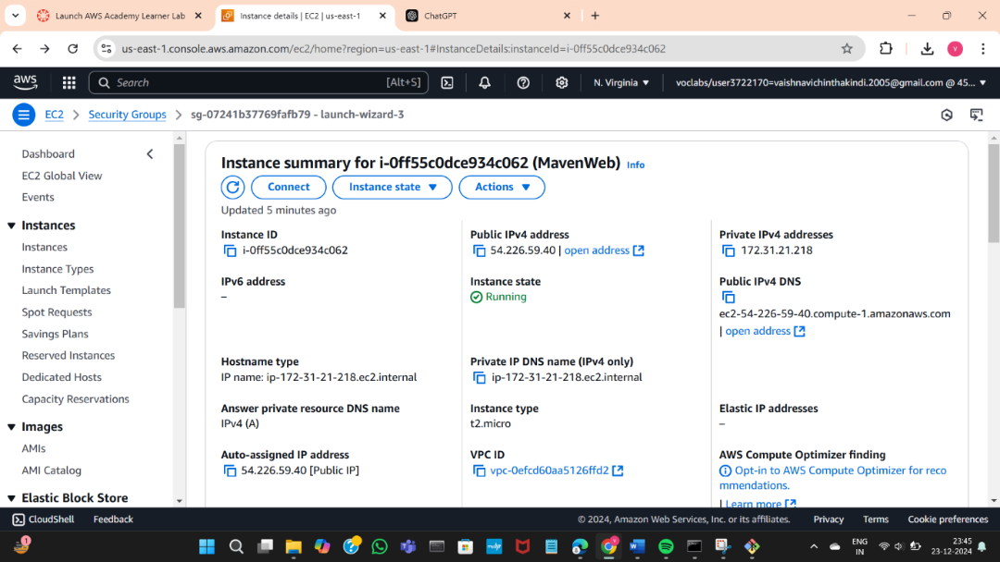 Launch AWS Academy Learner Lab
Instance details | EC2 | us-east-1
ChatGPT
us-east-1.console.aws.amazon.com/ec2/home?region=us-east-1#InstanceDetails:instanceId=i-0ff55c0dce934c062
V
aws
Search
[Alt+S]
N. Virginia
voclabs/user3722170=vaishnavichinthakindi.2005@gmail.com @ 45...
EC2
Security Groups
sg-07241b37769fafb79 - launch-wizard-3
Dashboard
EC2 Global View
Events
Instances
Instances
Instance Types
Launch Templates
Spot Requests
Savings Plans
Reserved Instances
Dedicated Hosts
Capacity Reservations
Images
AMIs
AMI Catalog
Elastic Block Store
Instance summary for i-0ff55c0dce934c062 (MavenWeb) Info
Connect
Instance state
Actions
Updated 5 minutes ago
Instance ID
i-0ff55c0dce934c062
Public IPv4 address
54.226.59.40 | open address
Private IPv4 addresses
172.31.21.218
IPv6 address
–
Instance state
Running
Public IPv4 DNS
ec2-54-226-59-40.compute-1.amazonaws.com
| open address
Hostname type
IP name: ip-172-31-21-218.ec2.internal
Private IP DNS name (IPv4 only)
ip-172-31-21-218.ec2.internal
Answer private resource DNS name
IPv4 (A)
Instance type
t2.micro
Elastic IP addresses
–
Auto-assigned IP address
54.226.59.40 [Public IP]
VPC ID
vpc-0efcd60aa5126ffd2
AWS Compute Optimizer finding
Opt-in to AWS Compute Optimizer for reco
mmendations.
| Learn more
CloudShell
Feedback
© 2024, Amazon Web Services, Inc. or its affiliates.
Privacy
Terms
Cookie preferences
1
ENG
IN
23:45
23-12-2024